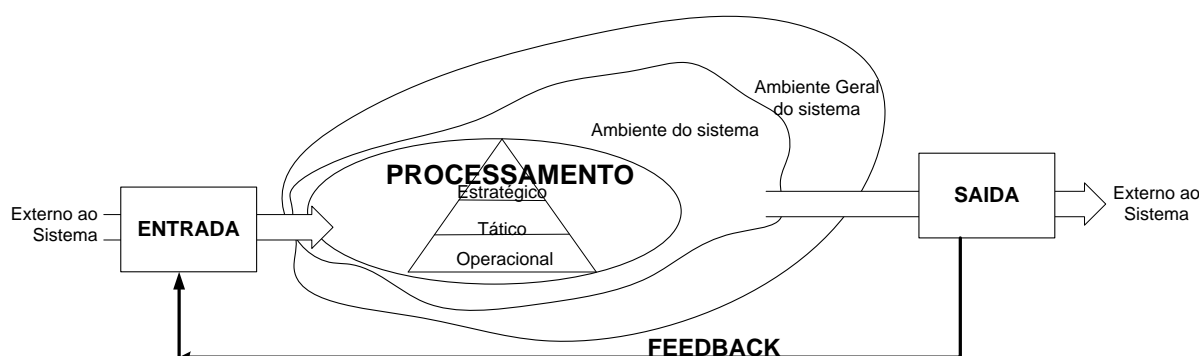 Ambiente Geral
do sistema
Ambiente do sistema
PROCESSAMENTO
Estratégico
Tático
Operacional
Externo ao
Sistema
ENTRADA
SAIDA
Externo ao
Sistema
FEEDBACK